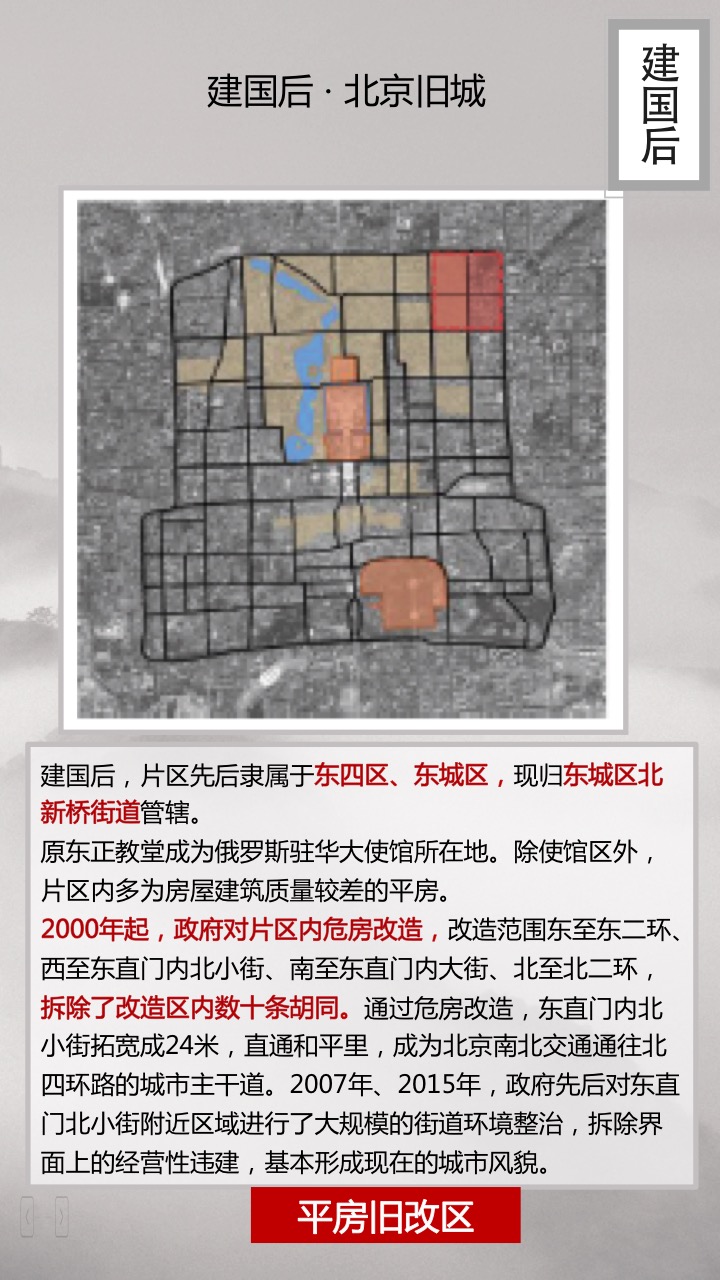 建国后 · 北京旧城
建国后
建国后，片区先后隶属于东四区、东城区，现归东城区北
新桥街道管辖。
原东正教堂成为俄罗斯驻华大使馆所在地。除使馆区外，
片区内多为房屋建筑质量较差的平房。
2000年起，政府对片区内危房改造，改造范围东至东二环、
西至东直门内北小街、南至东直门内大街、北至北二环，
拆除了改造区内数十条胡同。通过危房改造，东直门内北
小街拓宽成24米，直通和平里，成为北京南北交通通往北
四环路的城市主干道。2007年、2015年，政府先后对东直
门北小街附近区域进行了大规模的街道环境整治，拆除界
面上的经营性违建，基本形成现在的城市风貌。
平房旧改区